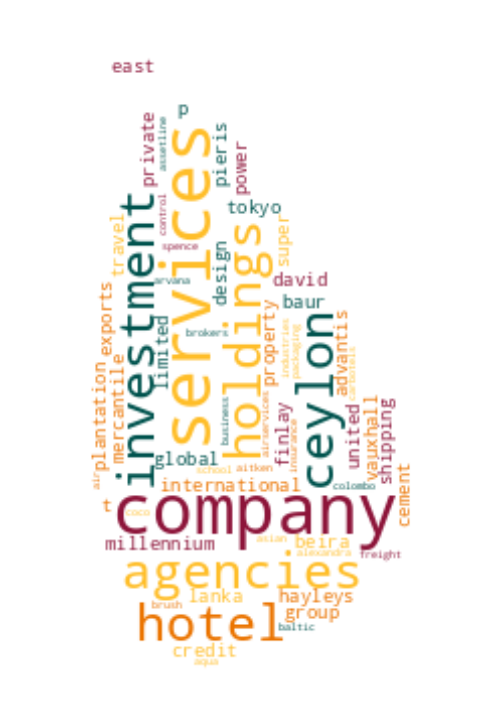 east
p
private
assetline
services
pieris
power
investment
control
tokyo
travel
spence
holdings
super
design
david
arvana
baur
exports
limited
brokers
property
industries
packaging
ceylon
advantis
carbotels
plantation
mercantile
business
airservices
finlay
insurance
united
vauxhall
shipping
global
school
aitken
air
international
colombo
cement
t
coco
company
millennium
asian
beira
alexandra
freight
agencies
lanka
hayleys
brush
group
hotel
baltic
credit
aqua